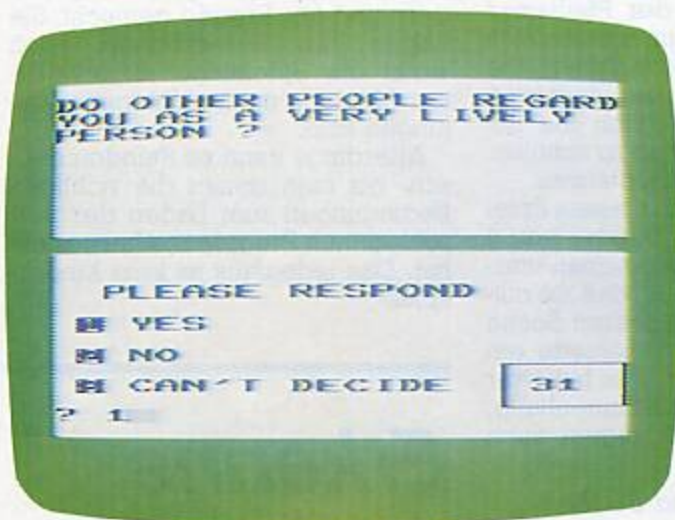 DO OTHER PEOPLE REGARD
YOU AS A VERY LIVELY
PERSON ?
PLEASE RESPOND
YES
NO
CAN'T DECIDE
31
? 1